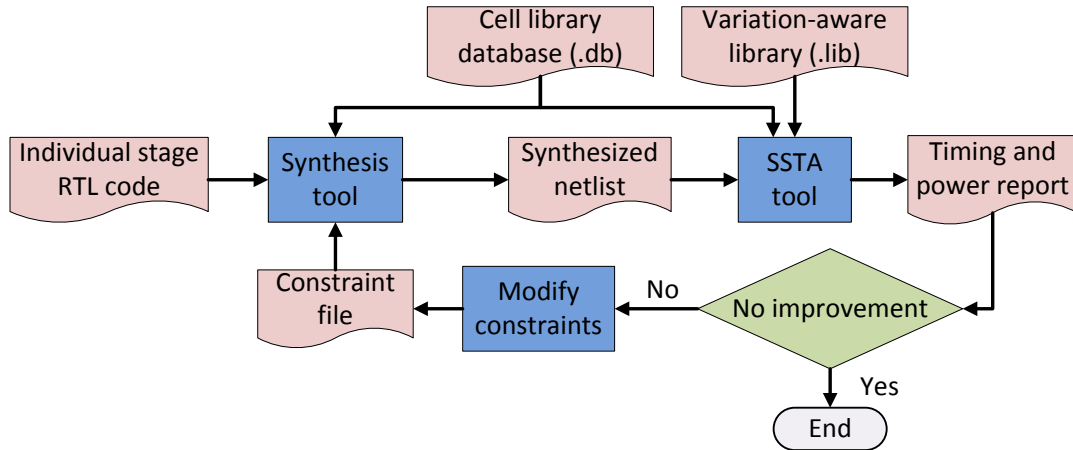 Cell library
database (.db)
Variation-aware
library (.lib)
Individual stage
RTL code
Synthesis
tool
Synthesized
netlist
SSTA
tool
Timing and
power report
Constraint
file
Modify
constraints
No
No improvement
Yes
End